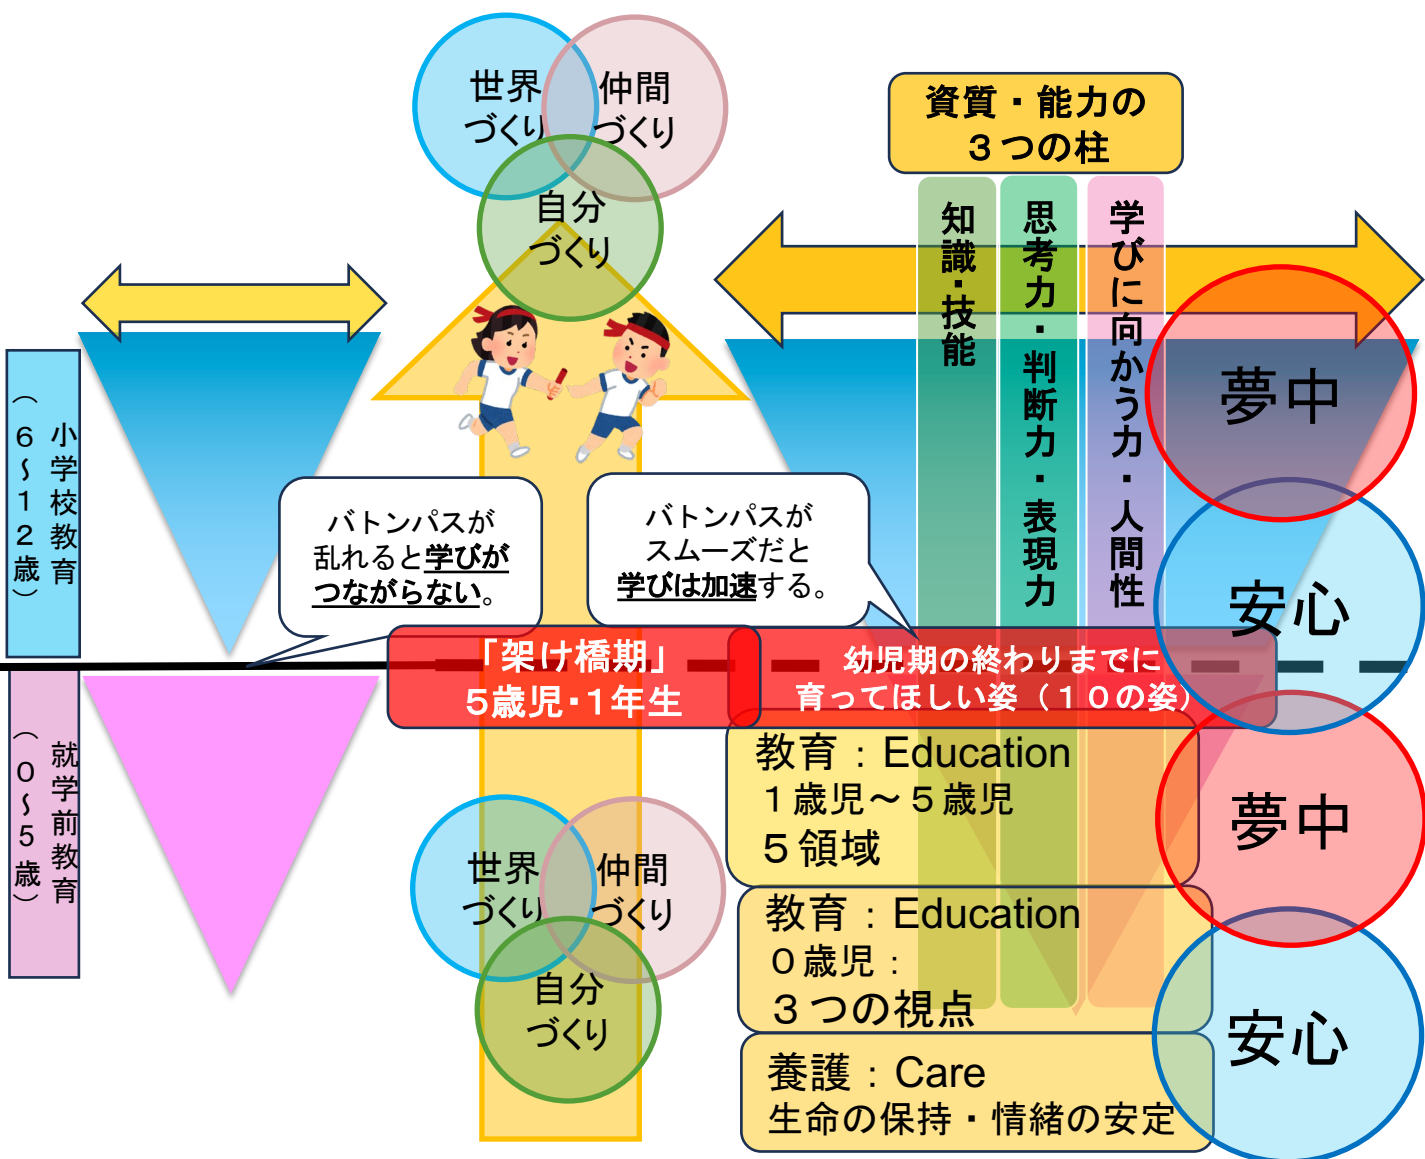 世界
づくり
仲間
づくり
自分
づくり
資質・能力の
３つの柱
知識・技能
思考力・判断力・表現力
学びに向かう力・人間性
夢中
安心
小学校教育
（６～１２歳）
バトンパスが
乱れると学びが
つながらない。
バトンパスが
スムーズだと
学びは加速する。
「架け橋期」
５歳児・１年生
幼児期の終わりまでに
育ってほしい姿（１０の姿）
就学前教育
（０～５歳）
世界
づくり
仲間
づくり
自分
づくり
教育：Education
１歳児～５歳児
５領域
教育：Education
０歳児：
３つの視点
養護：Care
生命の保持・情緒の安定
夢中
安心